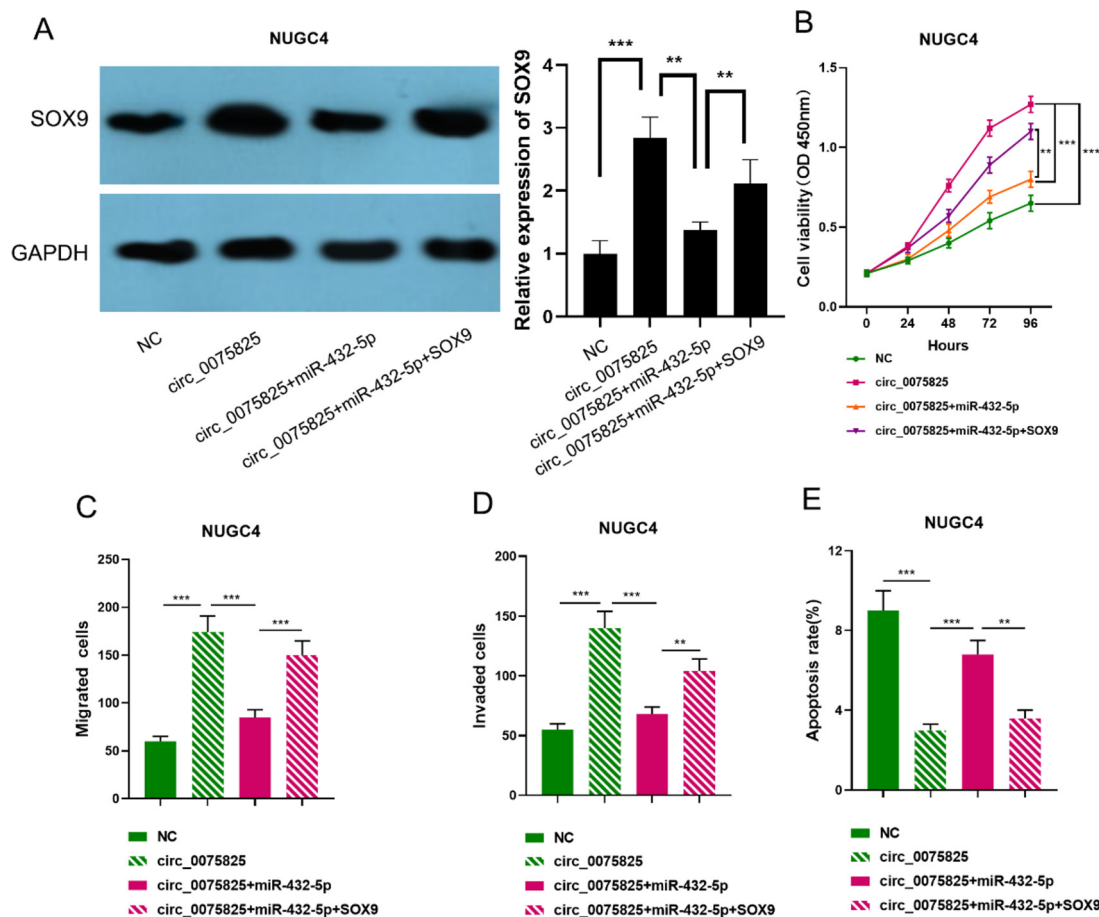 A
NUGC4
SOX9
GAPDH
NC
circ_0075825
circ_0075825+miR-432-5p
circ_0075825+miR-432-5p+SOX9
Relative expression of SOX9
4
3
2
1
0
***
**
**
NC
circ_0075825
circ_0075825+miR-432-5p
circ_0075825+miR-432-5p+SOX9
B
NUGC4
Cell viability(OD 450nm)
1.5
1.0
0.5
0.0
**
***
***
0 24 48 72 96
Hours
NC
circ_0075825
circ_0075825+miR-432-5p
circ_0075825+miR-432-5p+SOX9
C
NUGC4
Migrated cells
250
200
150
100
50
0
*** *** ***
NC
circ_0075825
circ_0075825+miR-432-5p
circ_0075825+miR-432-5p+SOX9
D
NUGC4
Invaded cells
200
150
100
50
0
*** *** **
NC
circ_0075825
circ_0075825+miR-432-5p
circ_0075825+miR-432-5p+SOX9
E
NUGC4
Apoptosis rate(%)
12
8
4
0
*** *** **
NC
circ_0075825
circ_0075825+miR-432-5p
circ_0075825+miR-432-5p+SOX9